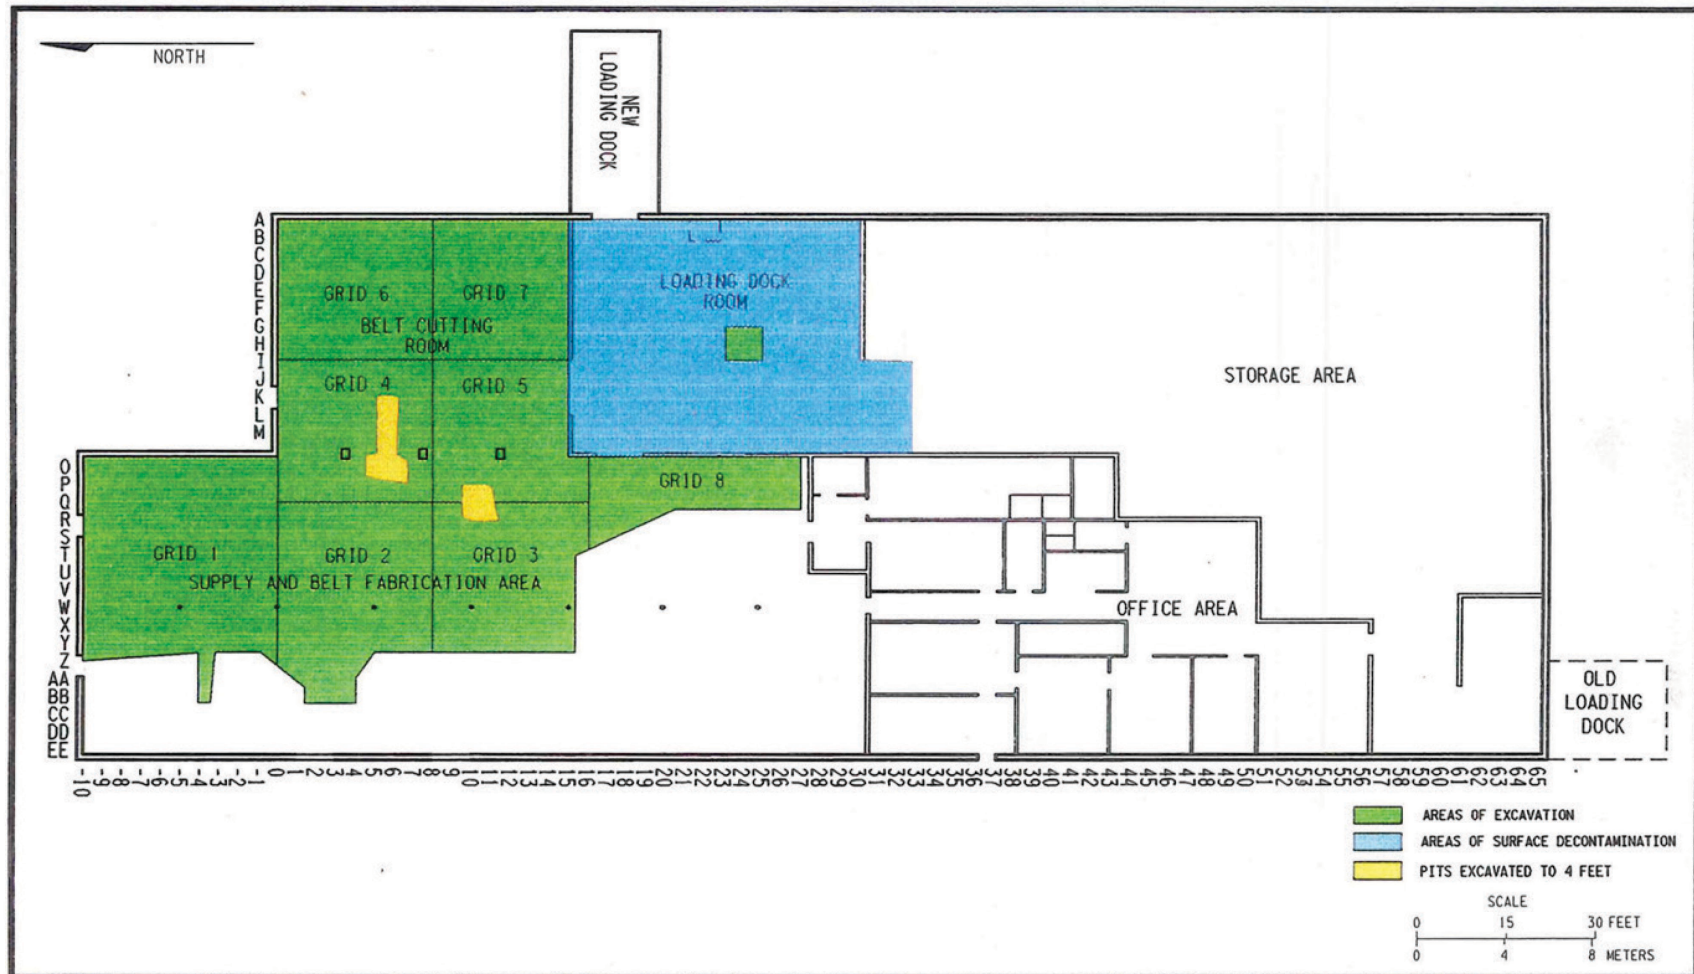 NORTH
NEW
LOADING DOCK
A
B
C
D
E
F
G
H
I
J
K
L
M
O
P
Q
R
S
T
U
V
W
X
Y
Z
AA
BB
CC
DD
EE
GRID 6
GRID 7
BELT CUTTING
ROOM
GRID 4
GRID 5
LOADING DOCK
ROOM
STORAGE AREA
GRID 8
GRID 1
GRID 2
GRID 3
SUPPLY AND BELT FABRICATION AREA
OFFICE AREA
OLD
LOADING
DOCK
-10 -9 -8 -7 -6 -5 -4 -3 -2 -1 0 1 2 3 4 5 6 7 8 9 10 11 12 13 14 15 16 17 18 19 20 21 22 23 24 25 26 27 28 29 30 31 32 33 34 35 36 37 38 39 40 41 42 43 44 45 46 47 48 49 50 51 52 53 54 55 56 57 58 59 60 61 62 63 64 65
AREAS OF EXCAVATION
AREAS OF SURFACE DECONTAMINATION
PITS EXCAVATED TO 4 FEET
SCALE
0 15 30 FEET
0 4 8 METERS